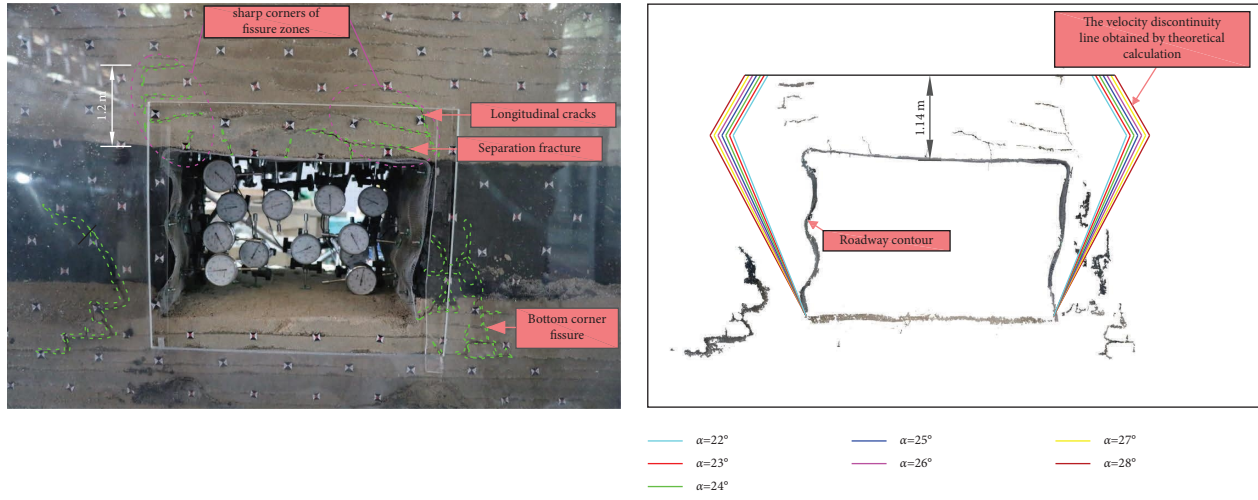 sharp corners of
fissure zones
1.2 m
Longitudinal cracks
Separation fracture
Bottom corner
fissure
The velocity discontinuity
line obtained by theoretical
calculation
1.14 m
Roadway contour
α=22°
α=23°
α=24°
α=25°
α=26°
α=27°
α=28°